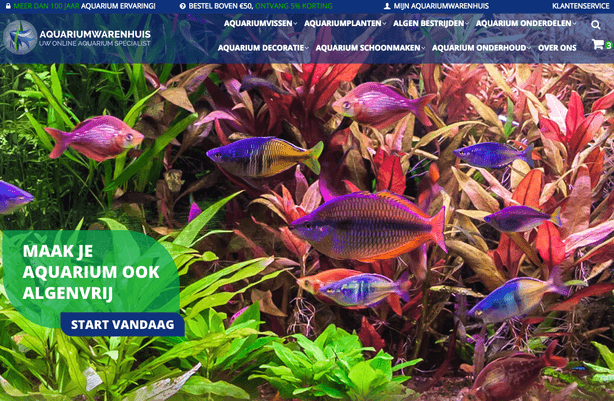 MEER DAN 100 JAAR AQUARIUM ERVARING!
BESTEL BOVEN €50, ONTVANG 5% KORTING
MIJN AQUARIUMWARENHUIS
KLANTENSERVICE
AQUARIUMWARENHUIS
UW ONLINE AQUARIUM SPECIALIST
AQUARIUMVISSEN
AQUARIUMPLANTEN
ALGEN BESTRIJDEN
AQUARIUM ONDERDELEN
AQUARIUM DECORATIE
AQUARIUM SCHOONMAKEN
AQUARIUM ONDERHOUD
OVER ONS
3
MAAK JE
AQUARIUM OOK
ALGENVRIJ
START VANDAAG